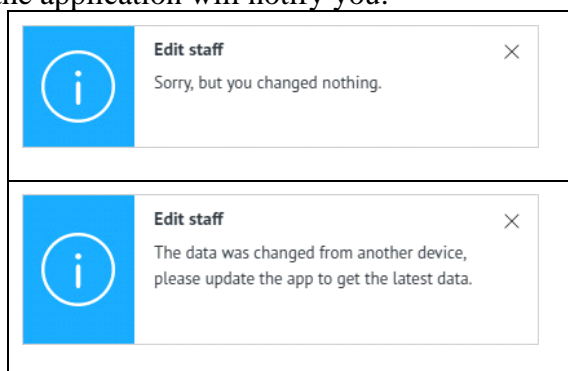 the application will notify you:
Edit staff
Sorry, but you changed nothing.
Edit staff
The data was changed from another device,
please update the app to get the latest data.